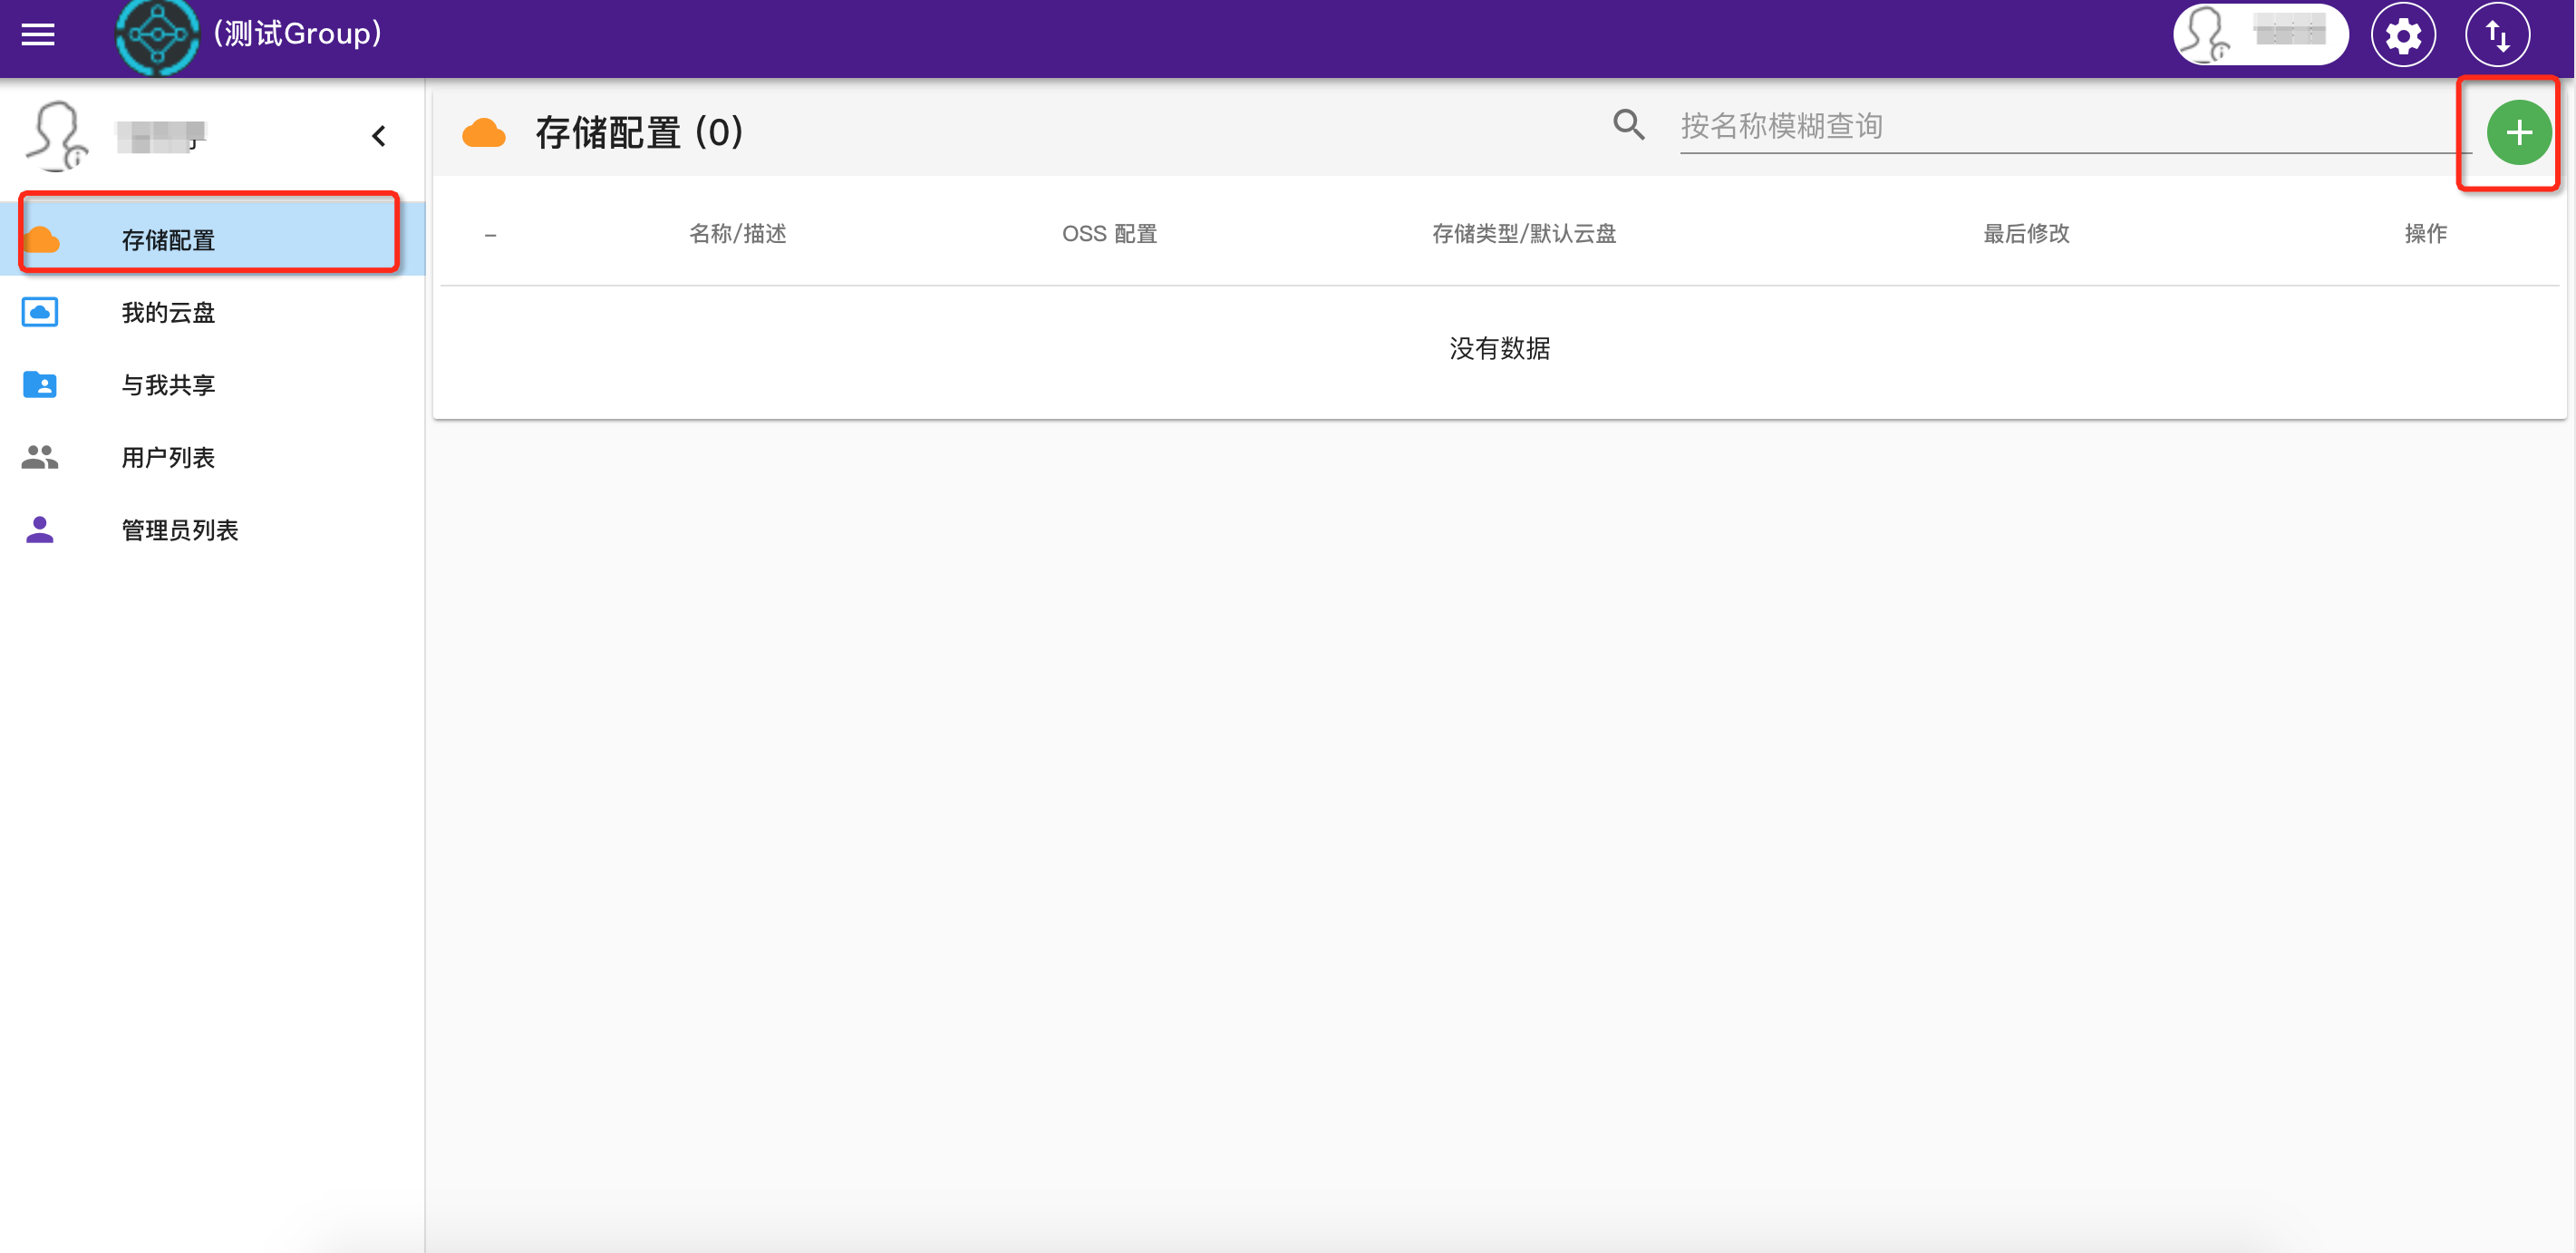 (测试Group)
存储配置
我的云盘
与我共享
用户列表
管理员列表
存储配置 (0)
按名称模糊查询
– 名称/描述 OSS 配置 存储类型/默认云盘 最后修改 操作
没有数据